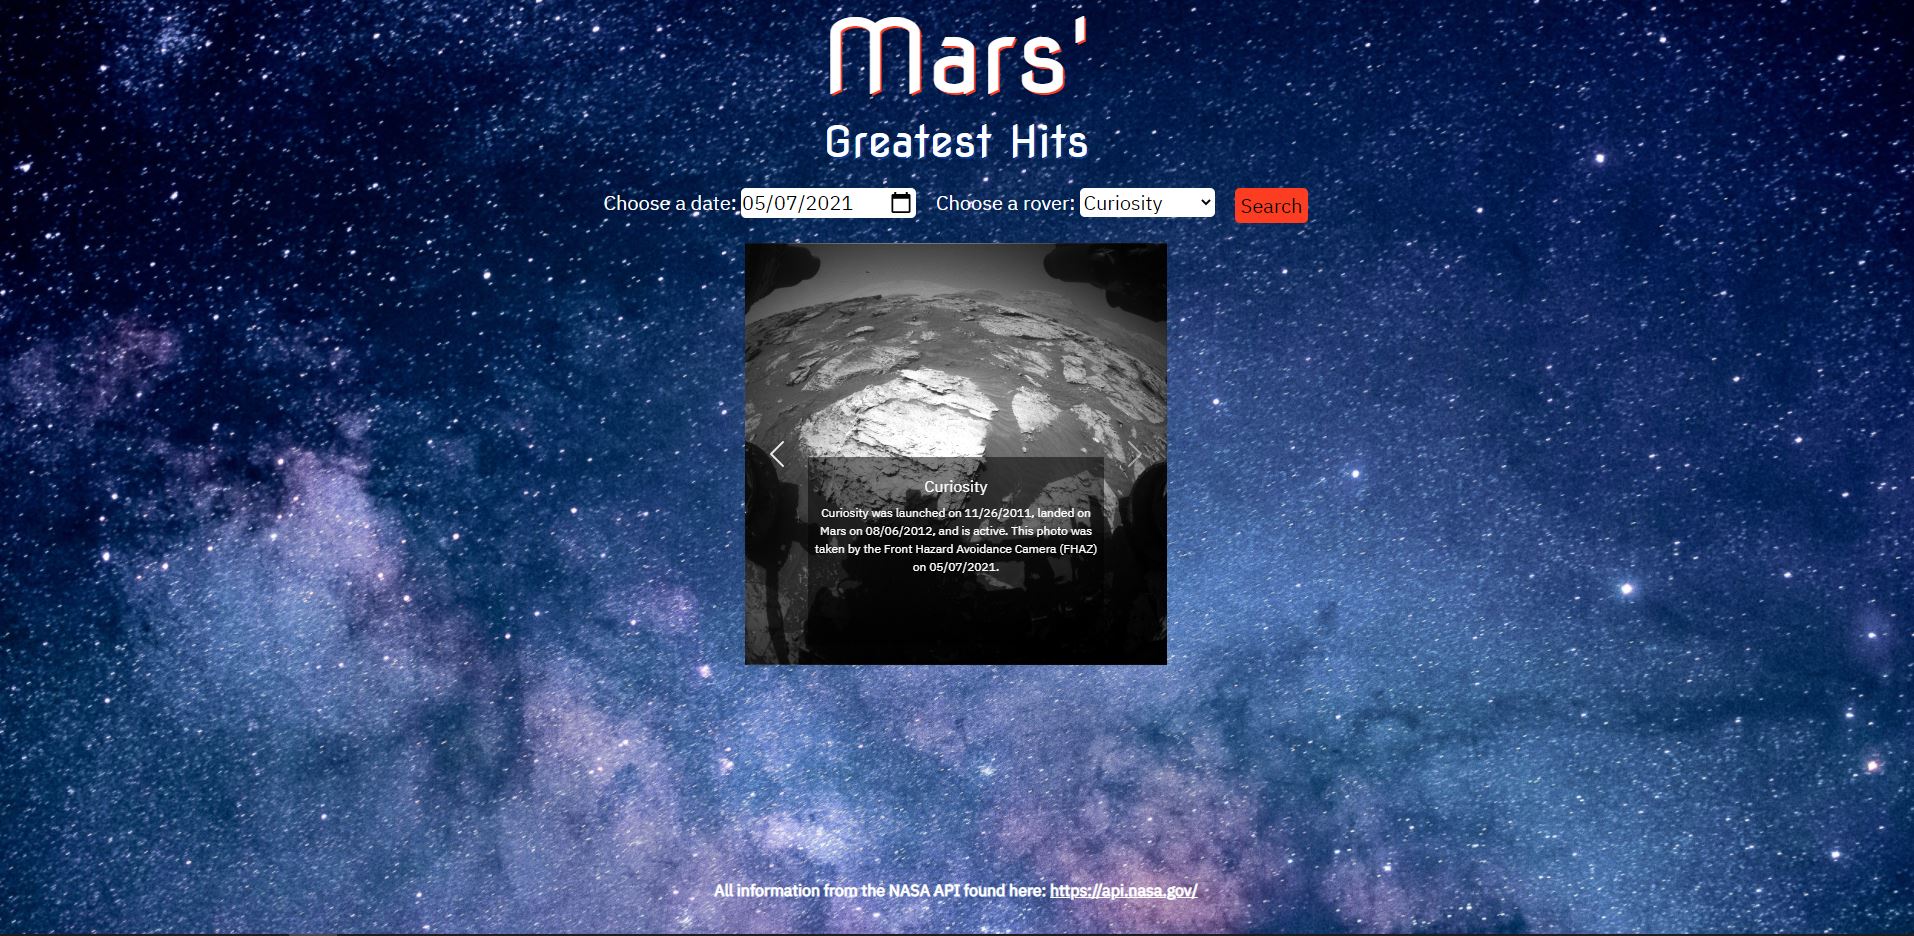 Mars'
Greatest Hits
Choose a date: 05/07/2021 Choose a rover: Curiosity Search
Curiosity
Curiosity was launched on 11/26/2011, landed on
Mars on 08/06/2012, and is active. This photo was
taken by the Front Hazard Avoidance Camera (FHAZ)
on 05/07/2021.
All information from the NASA API found here: https://api.nasa.gov/